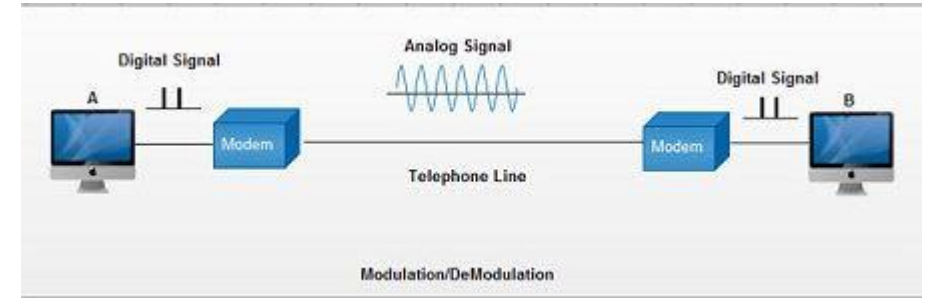 Analog Signal
Digital Signal
Digital Signal
A
B
Modem
Modem
Telephone Line
Modulation/DeModulation